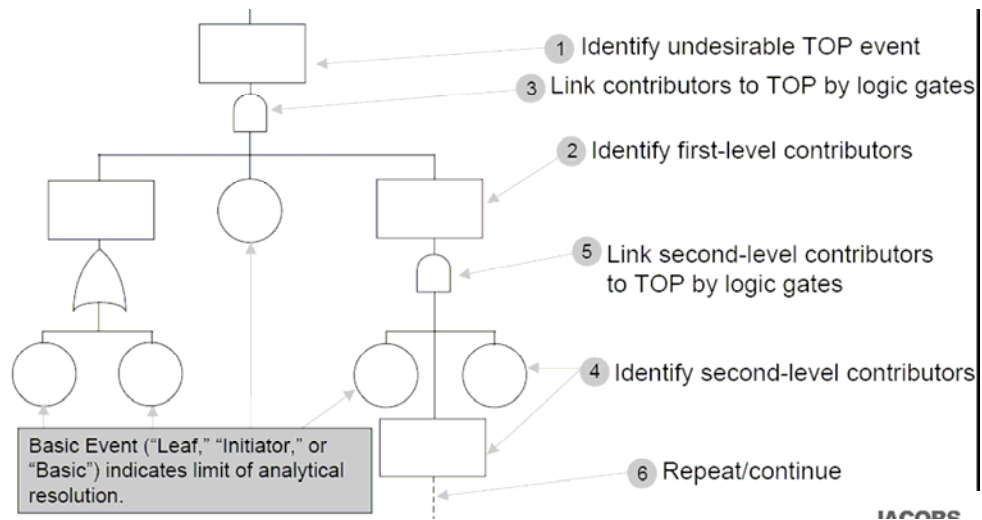 1 Identify undesirable TOP event
3 Link contributors to TOP by logic gates
2 Identify first-level contributors
5 Link second-level contributors
to TOP by logic gates
4 Identify second-level contributors
Basic Event (“Leaf,” “Initiator,” or
“Basic”) indicates limit of analytical
resolution.
6 Repeat/continue
JACOBS